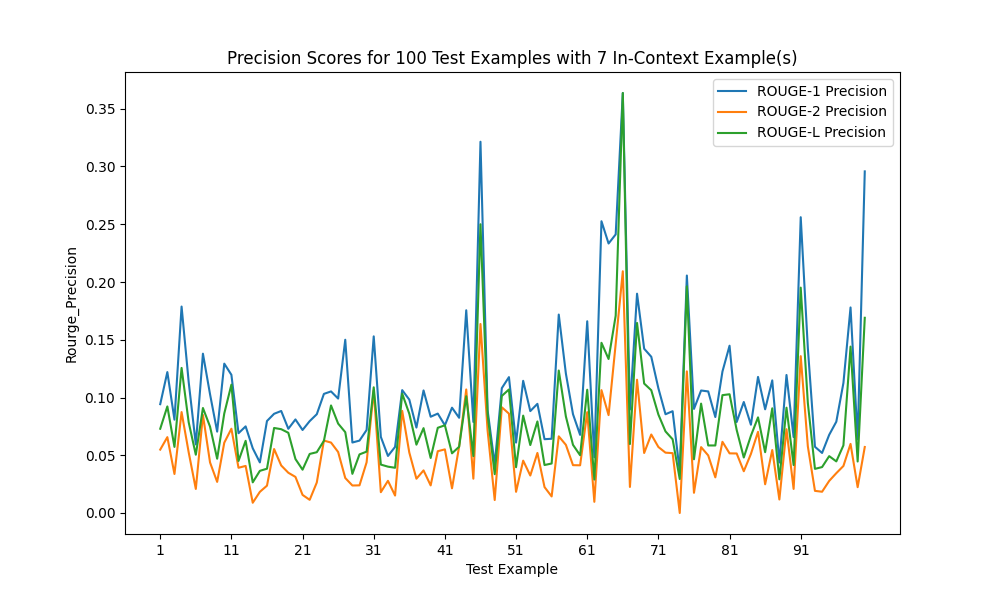 Precision Scores for 100 Test Examples with 7 In-Context Example(s)
ROUGE-1 Precision
ROUGE-2 Precision
ROUGE-L Precision
Rourge_Precision
0.35
0.30
0.25
0.20
0.15
0.10
0.05
0.00
1 11 21 31 41 51 61 71 81 91
Test Example